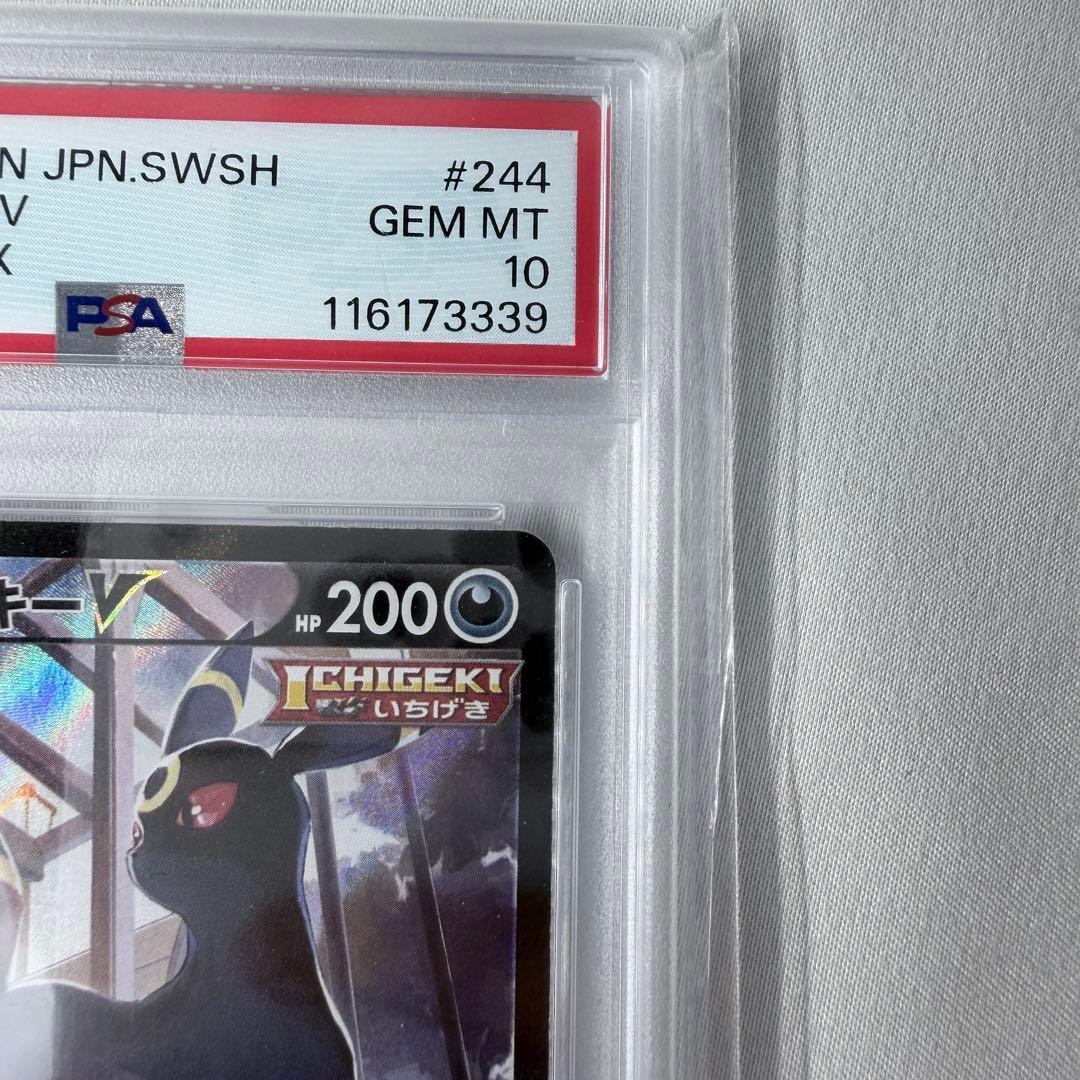 N JPN.SWSH #244
V GEM MT
X 10
PSA 116173339
キーV HP 200
ICHIGEKI
いちげき